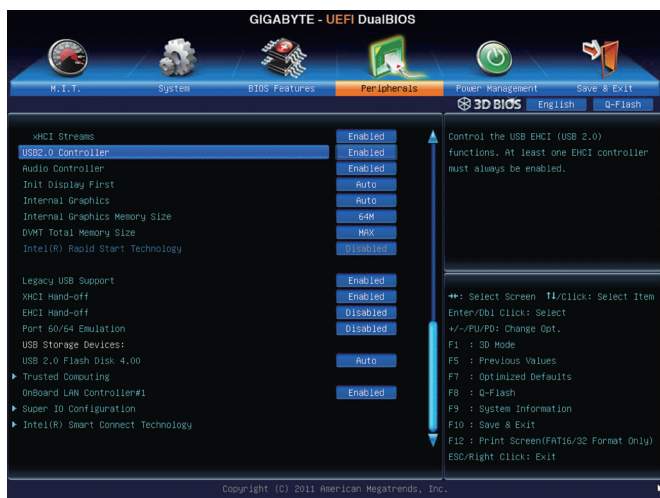 GIGABYTE - UEFI DualBIOS
M.I.T.
System
BIOS Features
Peripherals
Power Management
Save & Exit
3D BIOS
English
Q-Flash
xHCI Streams Enabled
USB2.0 Controller Enabled
Audio Controller Enabled
Init Display First Auto
Internal Graphics Auto
Internal Graphics Memory Size 64M
DVMT Total Memory Size MAX
Intel(R) Rapid Start Technology Disabled
Legacy USB Support Enabled
XHCI Hand-off Enabled
EHCI Hand-off Disabled
Port 60/64 Emulation Disabled
USB Storage Devices:
USB 2.0 Flash Disk 4.00 Auto
Trusted Computing
OnBoard LAN Controller#1 Enabled
Super IO Configuration
Intel(R) Smart Connect Technology
Control the USB EHCI (USB 2.0)
functions. At least one EHCI controller
must always be enabled.
→←: Select Screen ↑↓/Click: Select Item
Enter/Dbl Click: Select
+/-/PU/PD: Change Opt.
F1 : 3D Mode
F5 : Previous Values
F7 : Optimized Defaults
F8 : Q-Flash
F9 : System Information
F10 : Save & Exit
F12 : Print Screen(FAT16/32 Format Only)
ESC/Right Click: Exit
Copyright (C) 2011 American Megatrends, Inc.